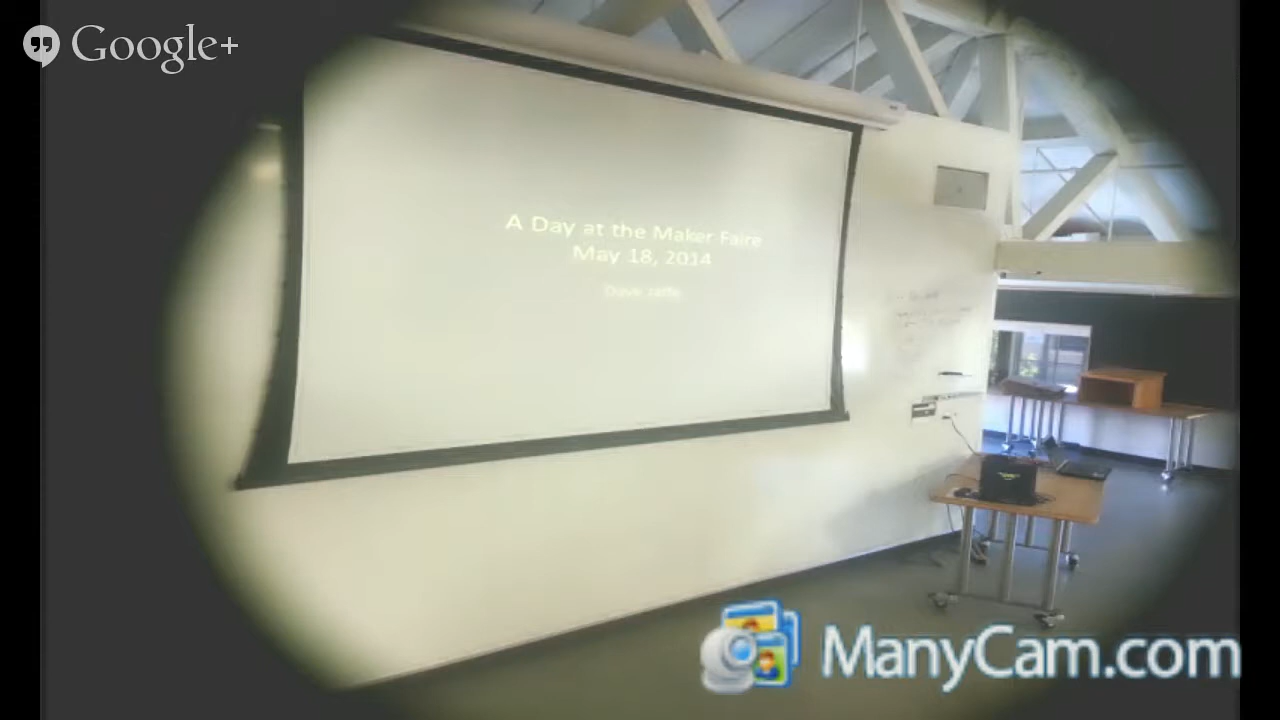 Google+
A Day at the Maker Faire
May 18, 2014
Dave Jaffe
ManyCam.com